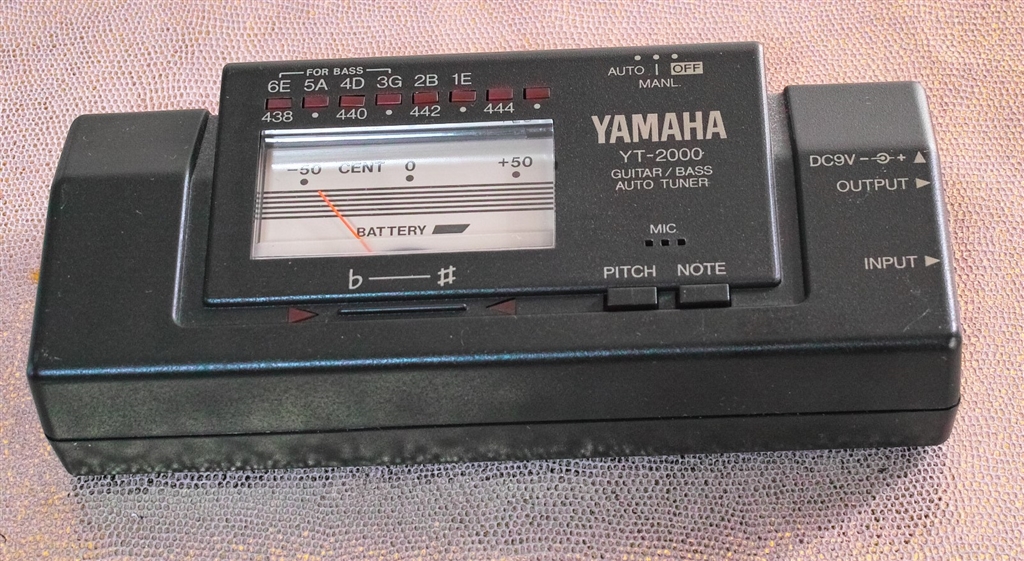 FOR BASS
6E 5A 4D 3G 2B 1E
438 • 440 • 442 • 444 •
-50 CENT 0 +50
BATTERY
♭ ♯
AUTO OFF
MANL.
YAMAHA
YT-2000
GUITAR / BASS
AUTO TUNER
MIC
PITCH NOTE
DC9V - +
OUTPUT
INPUT